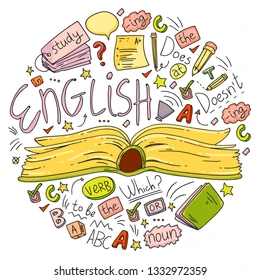 -ing
the
study
?
Does
at
T
in
ENGLISH
Doesn't
A
-ing
VERB
Which?
C
to be
the
OR
B
A
ABC
A
noun
shutterstock.com · 1332972359